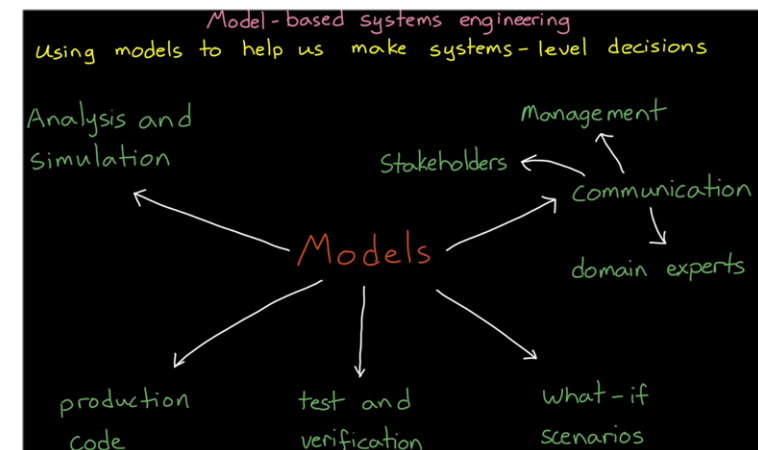 Model-based systems engineering
using models to help us make systems-level decisions
Analysis and
simulation
Management
Stakeholders
Communication
domain experts
Models
production
code
test and
verification
what-if
scenarios